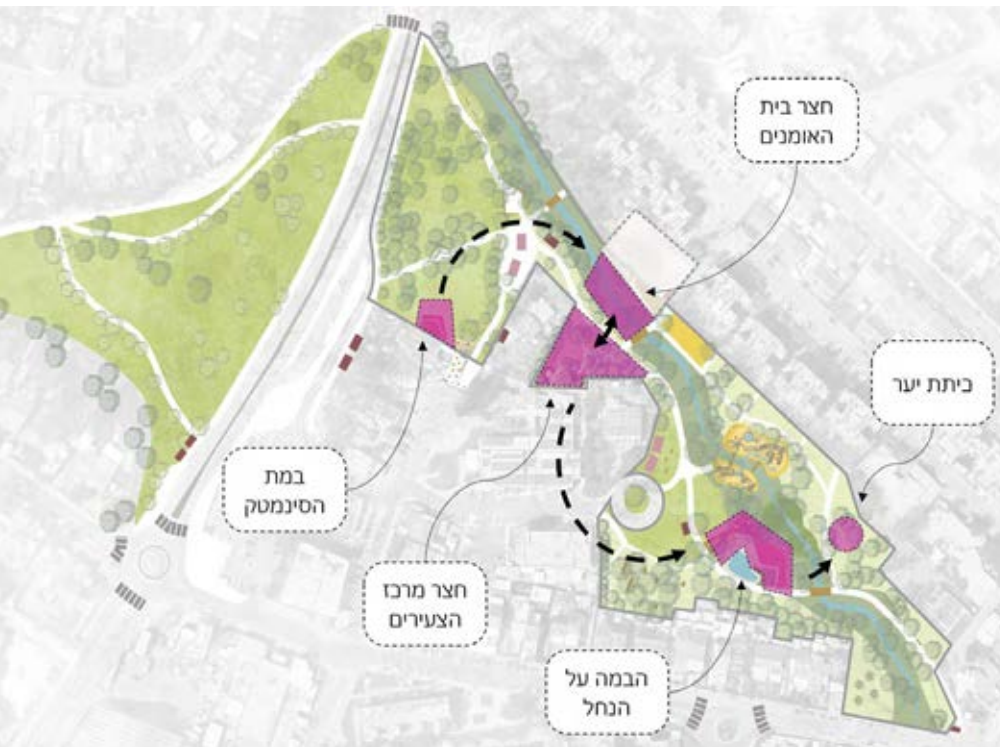 חצר בית
האומנים
כיתת יער
במת
הסינמטק
חצר מרכז
הצעירים
הבמה על
הנחל